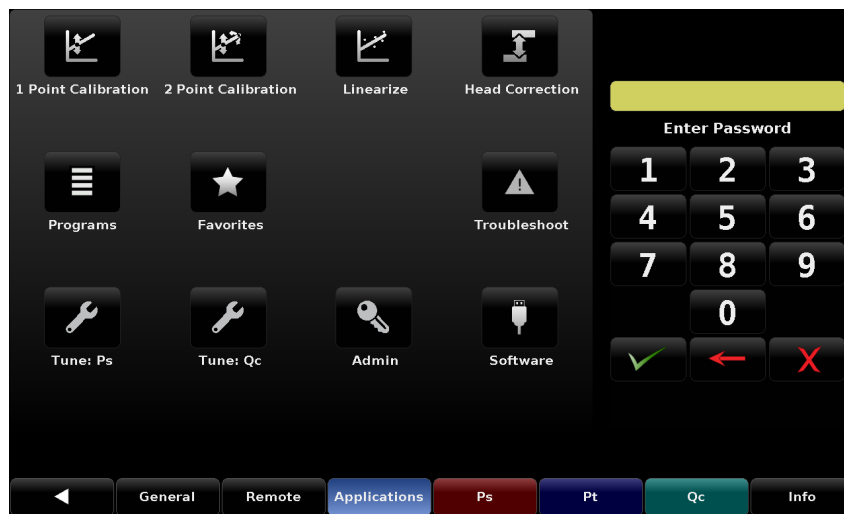 1 Point Calibration
2 Point Calibration
Linearize
Head Correction
Programs
Favorites
Troubleshoot
Tune: Ps
Tune: Qc
Admin
Software
Enter Password
1 2 3
4 5 6
7 8 9
0
X
General
Remote
Applications
Ps
Pt
Qc
Info